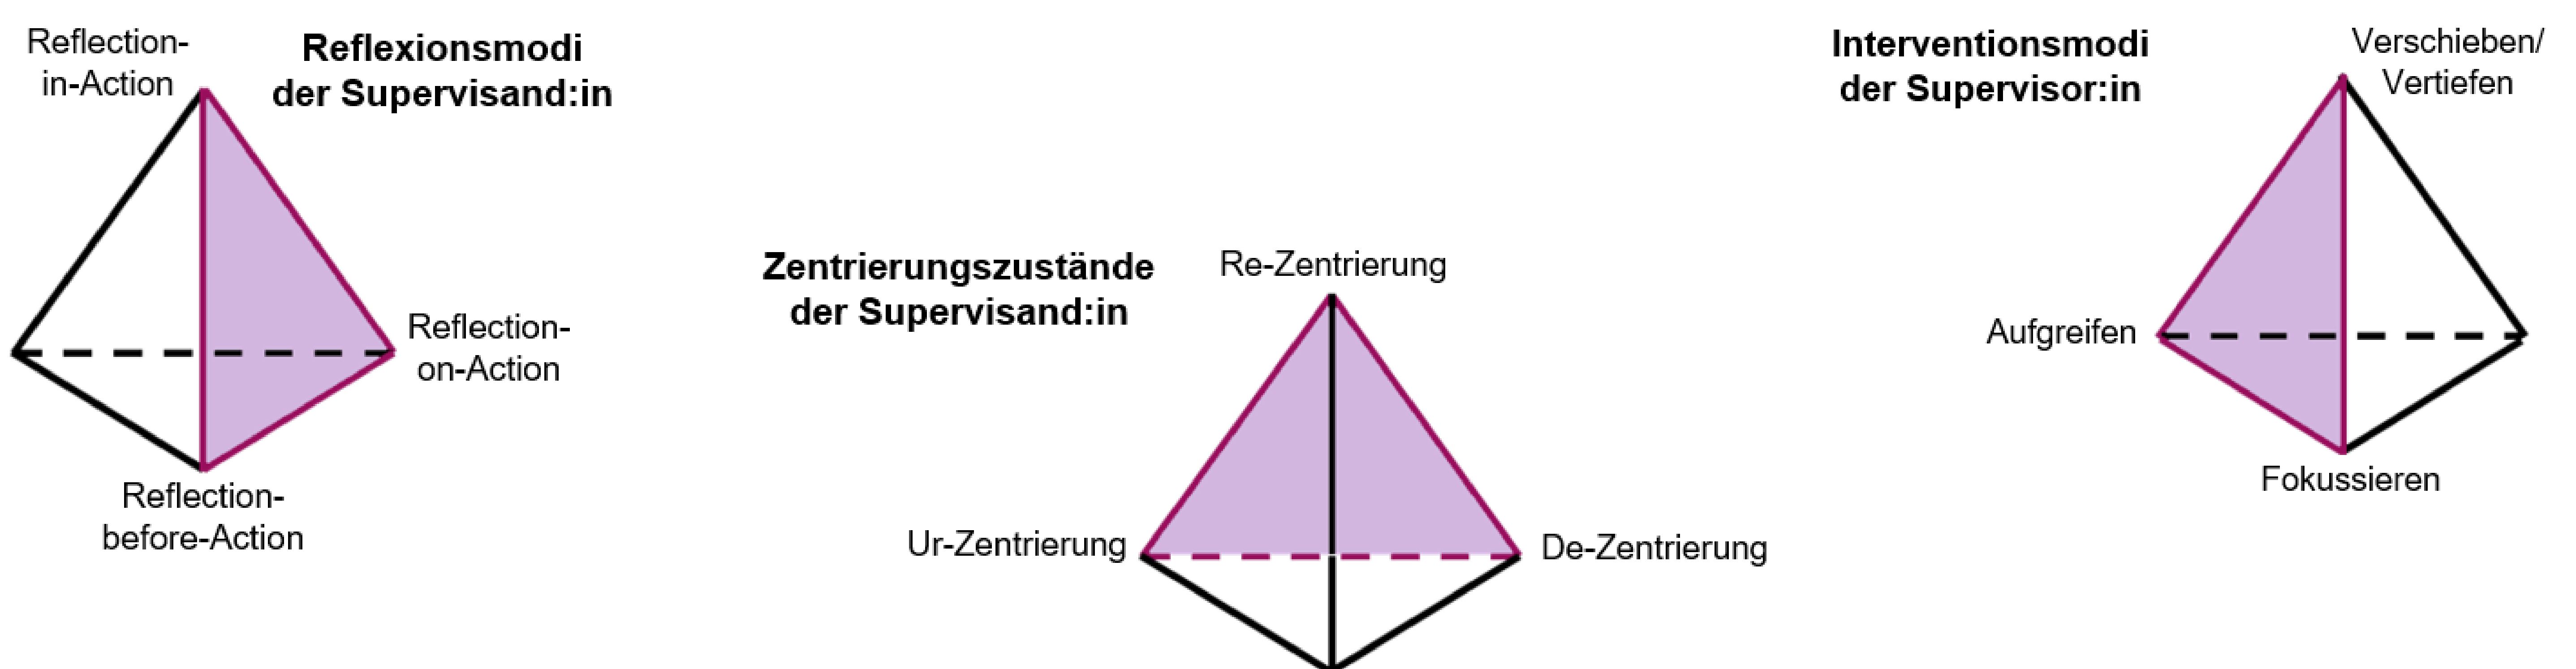 Reflection-
in-Action
Reflexionsmodi
der Supervisand:in
Reflection-
on-Action
Reflection-
before-Action
Zentrierungszustände
der Supervisand:in
Re-Zentrierung
Ur-Zentrierung
De-Zentrierung
Interventionsmodi
der Supervisor:in
Verschieben/
Vertiefen
Aufgreifen
Fokussieren